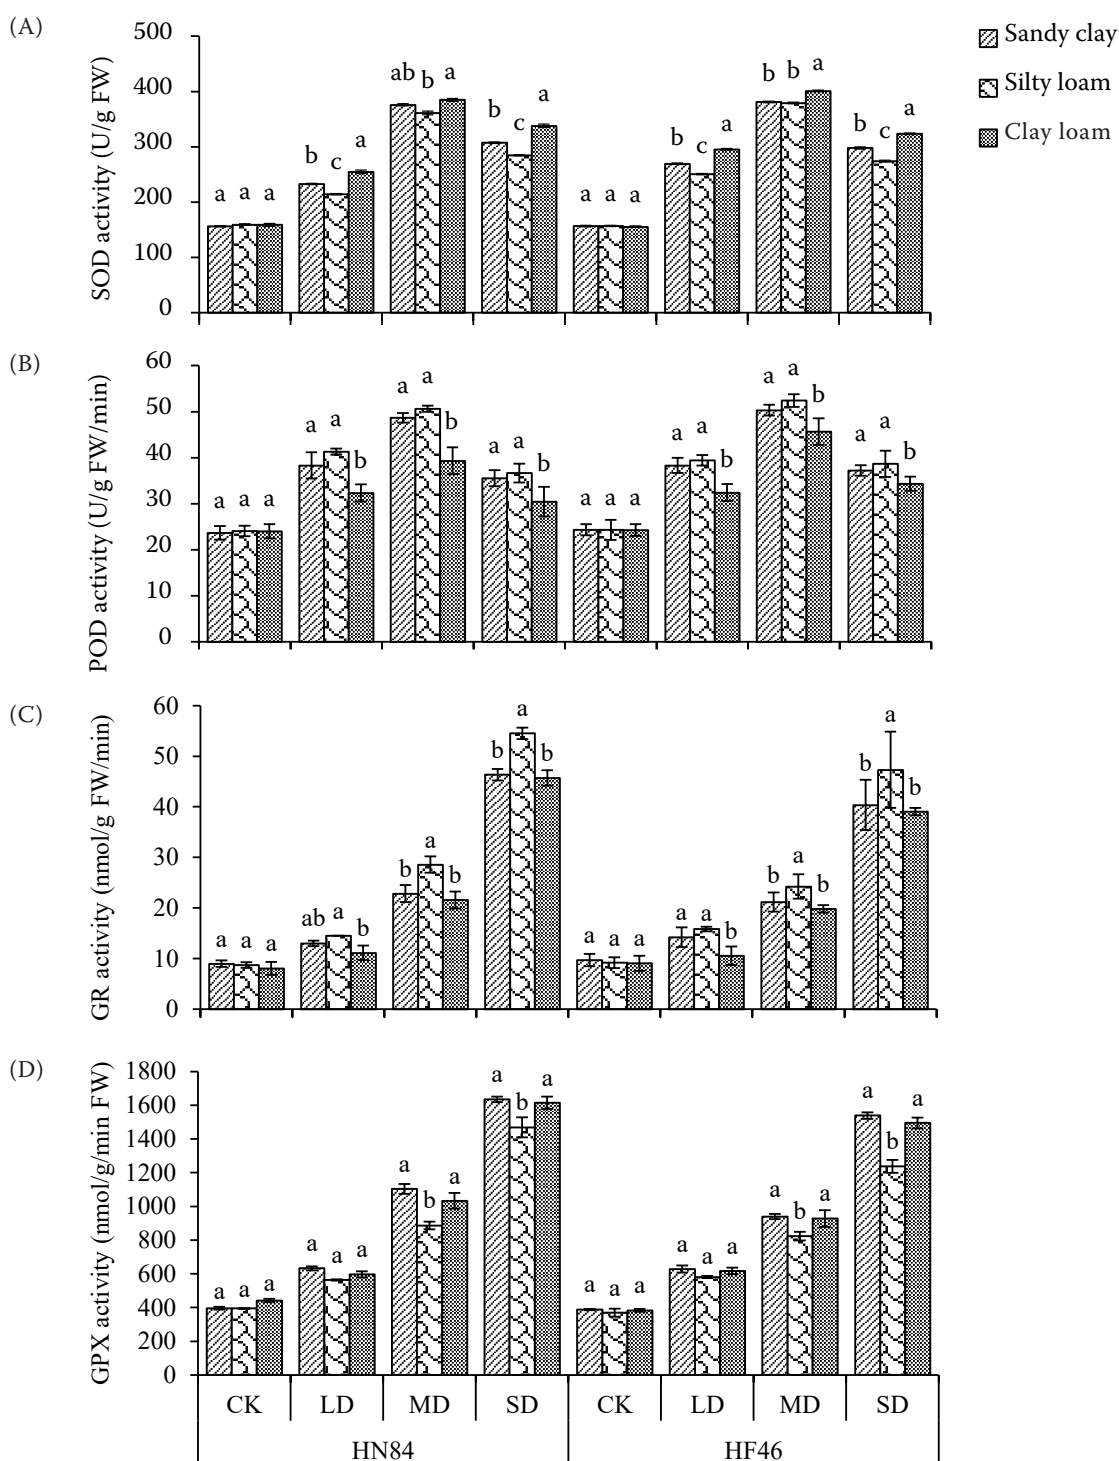 (A)
SOD activity (U/g FW)
500
400
300
200
100
0
a a a
b c a
ab b a
b c a
a a a
b c a
b b a
b c a
Sandy clay
Silty loam
Clay loam
(B)
POD activity (U/g FW/min)
60
50
40
30
20
10
0
a a a
a a b
a a b
a a b
a a a
a a b
a a b
a a b
(C)
GR activity (nmol/g FW/min)
60
50
40
30
20
10
0
a a a
ab a b
b a b
b a b
a a a
a a b
b a b
b a b
(D)
GPX activity (nmol/g/min FW)
1800
1600
1400
1200
1000
800
600
400
200
0
a a a
a a a
a b a
a b a
a a a
a a a
a b a
a b a
CK LD MD SD CK LD MD SD
HN84 HF46